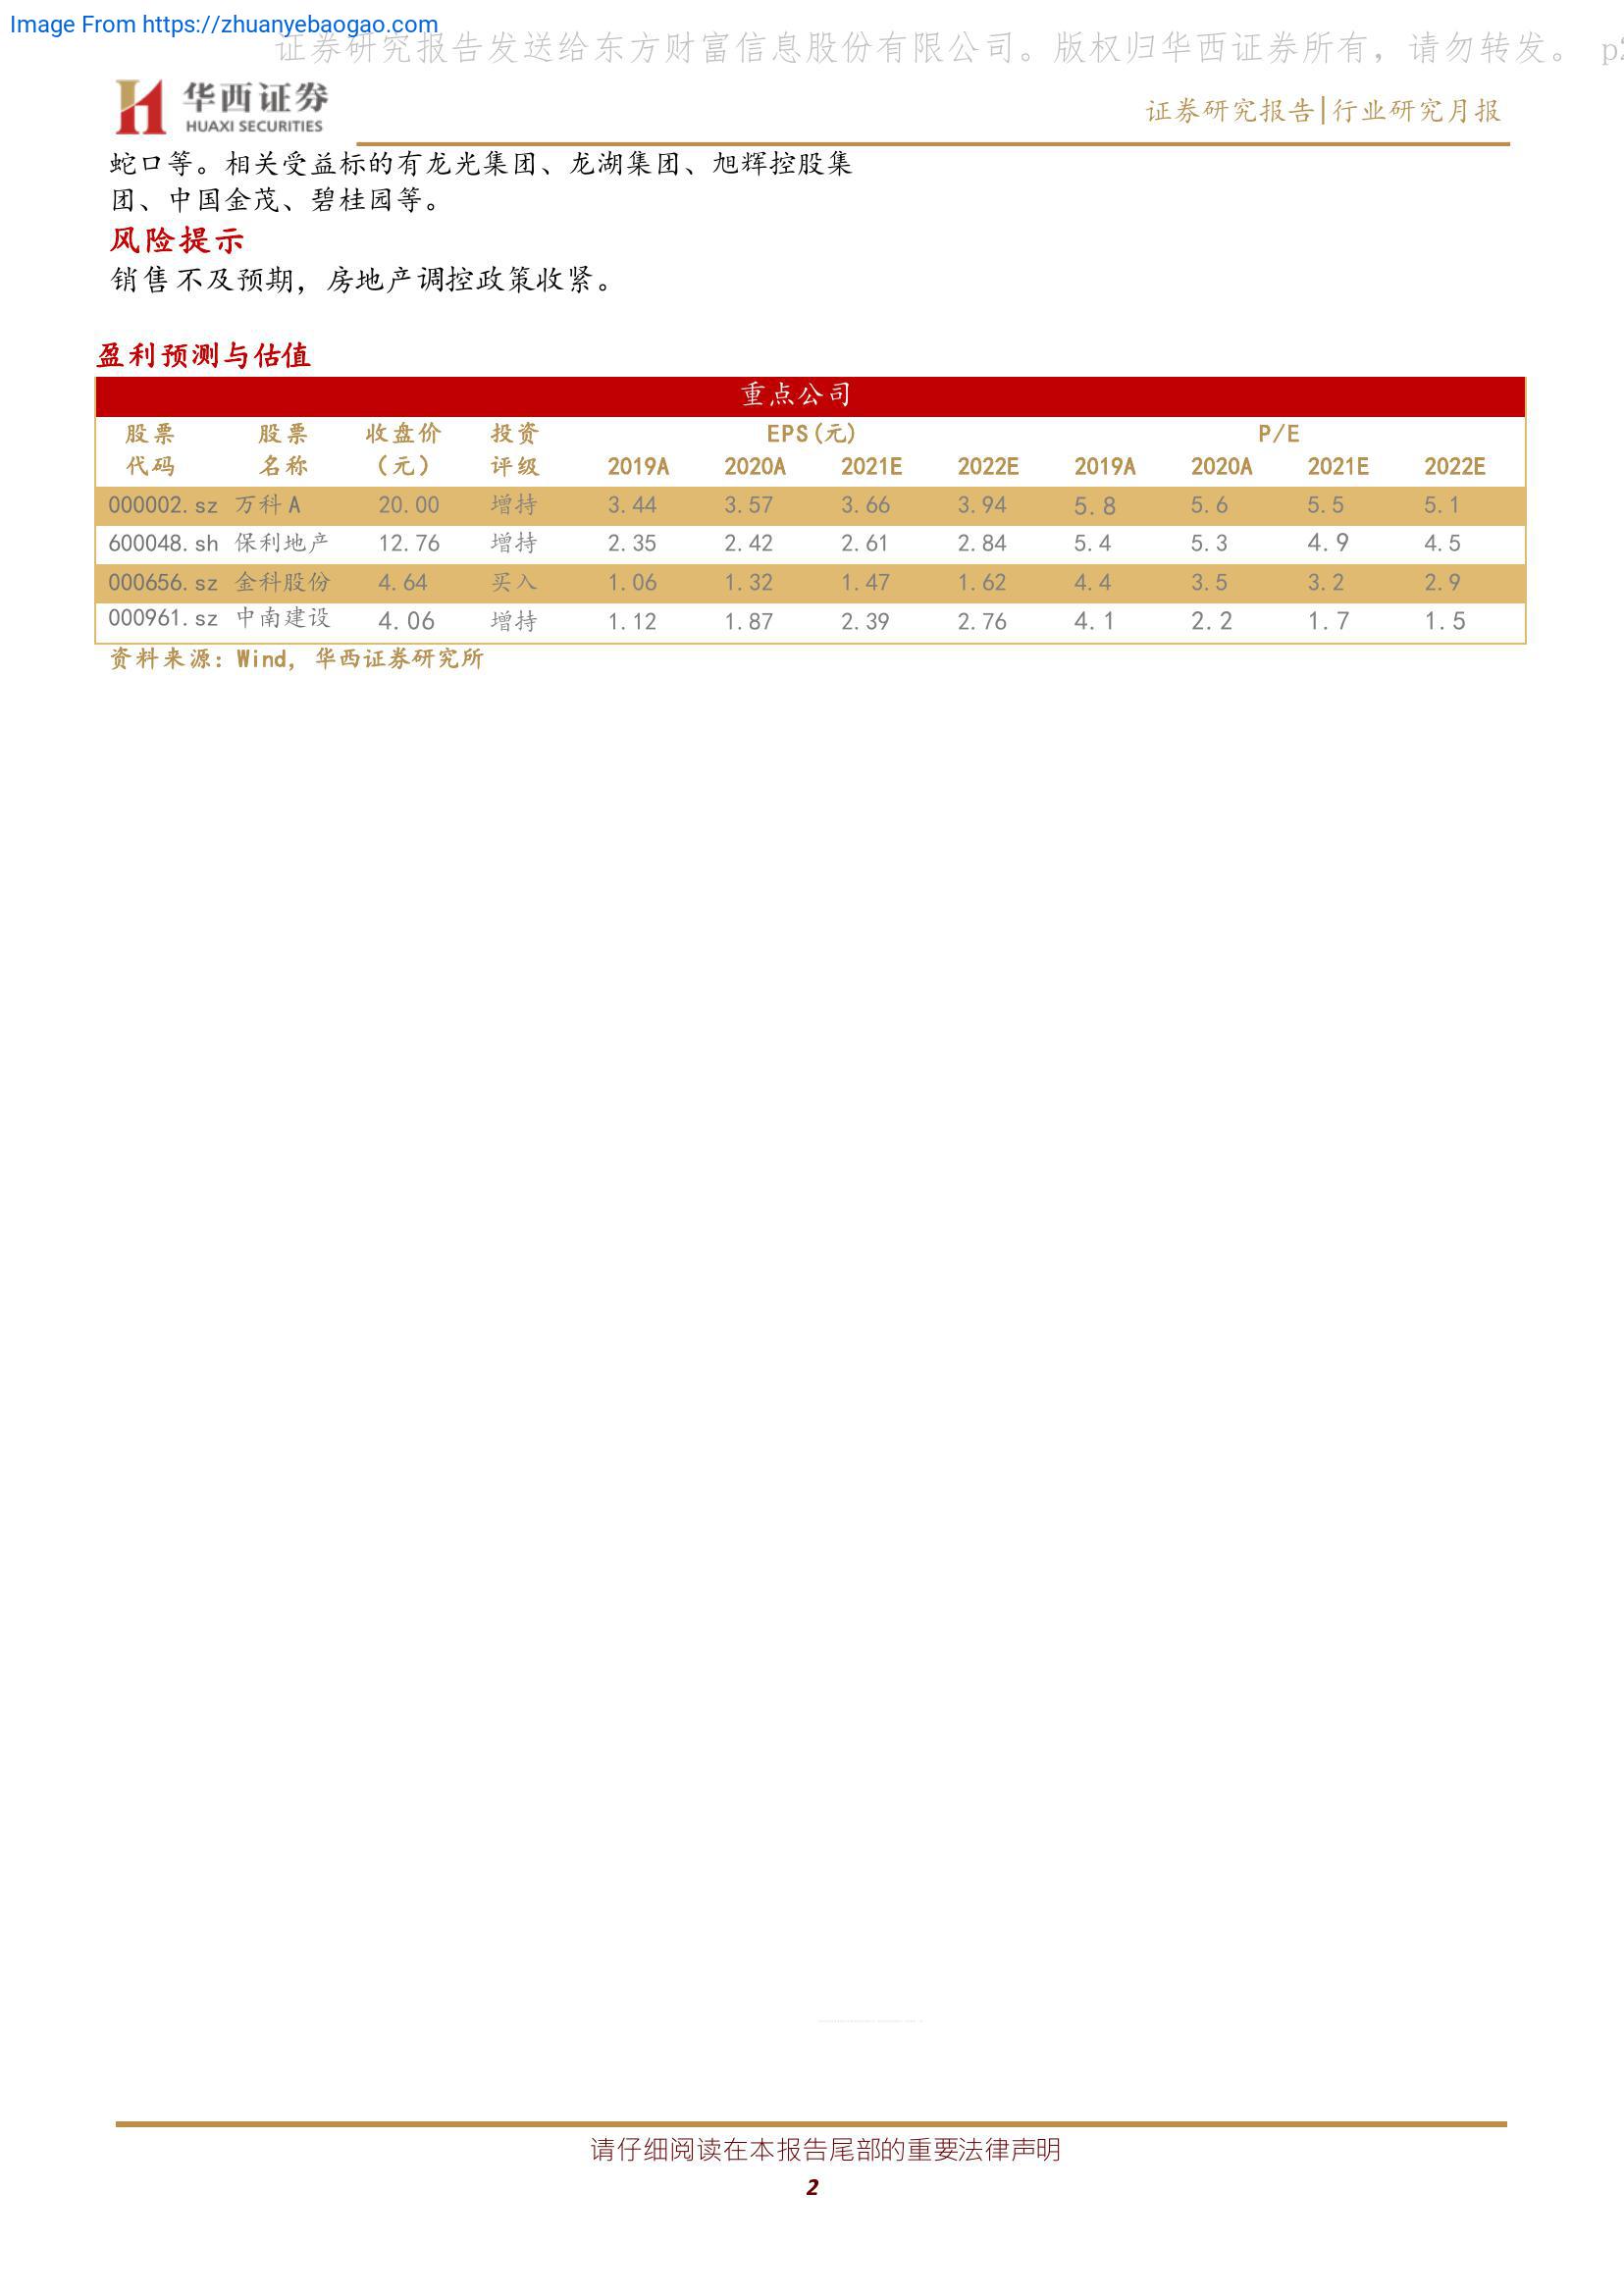 Image From https://zhuanyebaogao.com
证券研究报告发送给东方财富信息股份有限公司。版权归华西证券所有，请勿转发。 p2
华西证券
HUAXI SECURITIES
证券研究报告|行业研究月报
蛇口等。相关受益标的有龙光集团、龙湖集团、旭辉控股集
团、中国金茂、碧桂园等。
风险提示
销售不及预期，房地产调控政策收紧。
盈利预测与估值
重点公司
股票 股票 收盘价 投资 EPS(元) P/E
代码 名称 （元） 评级 2019A 2020A 2021E 2022E 2019A 2020A 2021E 2022E
000002.sz 万科A 20.00 增持 3.44 3.57 3.66 3.94 5.8 5.6 5.5 5.1
600048.sh 保利地产 12.76 增持 2.35 2.42 2.61 2.84 5.4 5.3 4.9 4.5
000656.sz 金科股份 4.64 买入 1.06 1.32 1.47 1.62 4.4 3.5 3.2 2.9
000961.sz 中南建设 4.06 增持 1.12 1.87 2.39 2.76 4.1 2.2 1.7 1.5
资料来源：Wind，华西证券研究所
请仔细阅读在本报告尾部的重要法律声明
2